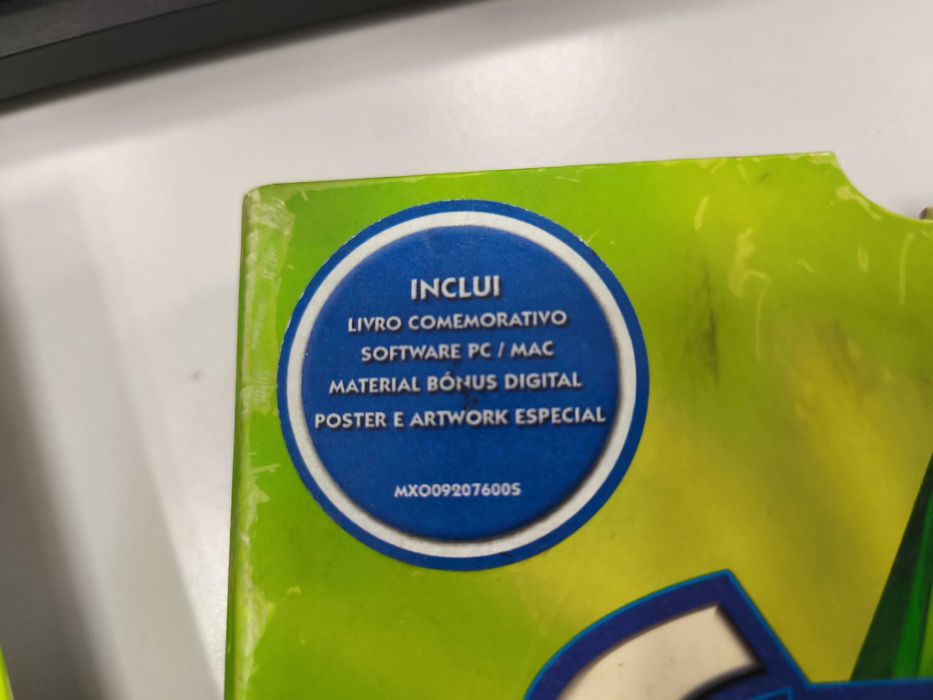 INCLUI
LIVRO COMEMORATIVO
SOFTWARE PC / MAC
MATERIAL BÓNUS DIGITAL
POSTER E ARTWORK ESPECIAL
MXO09207600S